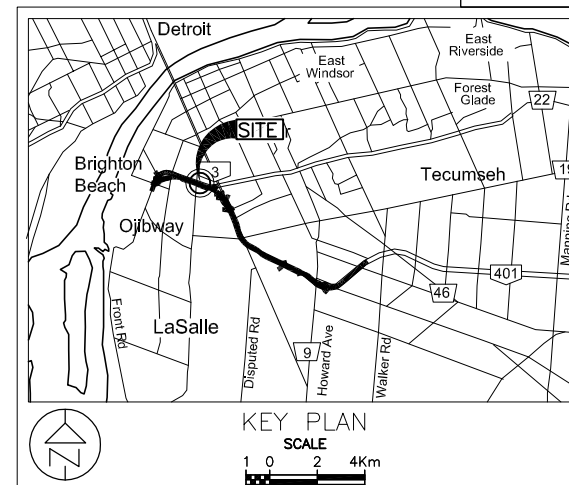 Detroit
East
Riverside
East
Windsor
Forest
Glade
22
SITE
Brighton
Beach
3
Tecumseh
19
Ojibway
401
46
Front Rd
LaSalle
Disputed Rd
9
Howard Ave
Walker Rd
KEY PLAN
SCALE
1 0 2 4Km
N